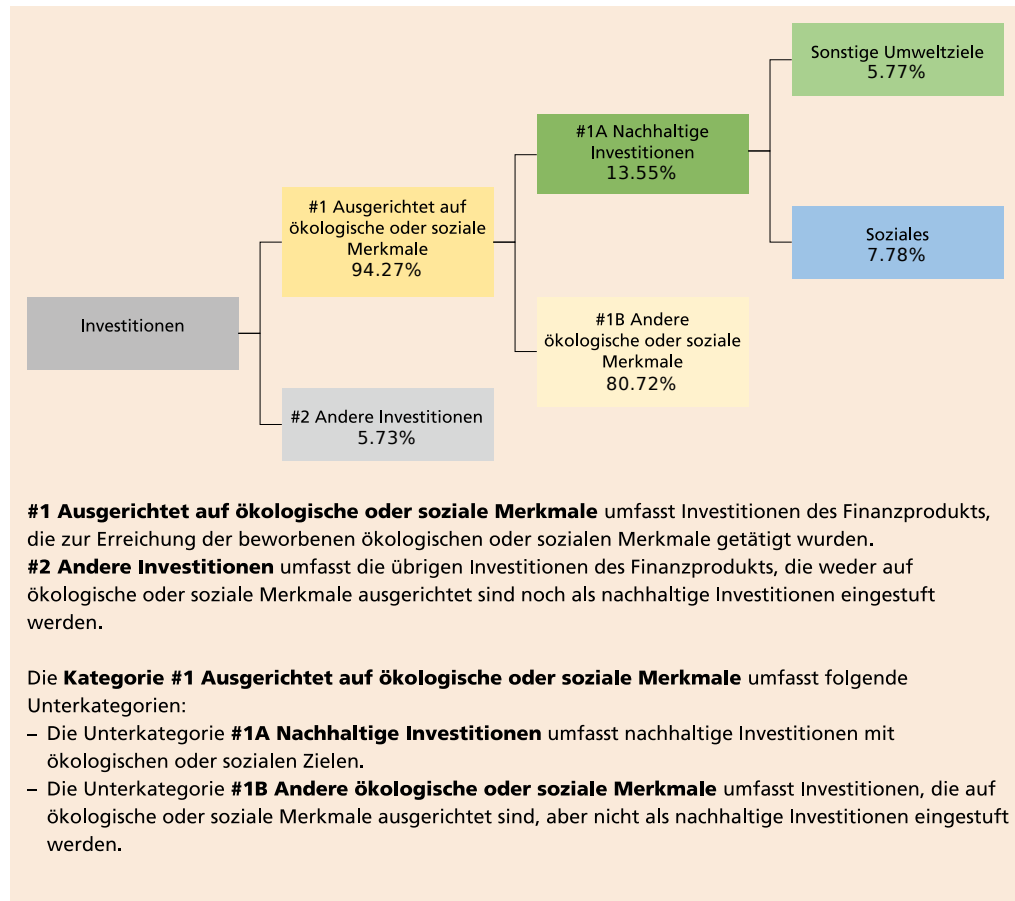 Sonstige Umweltziele
5.77%
#1A Nachhaltige
Investitionen
13.55%
#1 Ausgerichtet auf
ökologische oder soziale
Merkmale
94.27%
Soziales
7.78%
Investitionen
#1B Andere
ökologische oder soziale
Merkmale
80.72%
#2 Andere Investitionen
5.73%
#1 Ausgerichtet auf ökologische oder soziale Merkmale umfasst Investitionen des Finanzprodukts,
die zur Erreichung der beworbenen ökologischen oder sozialen Merkmale getätigt wurden.
#2 Andere Investitionen umfasst die übrigen Investitionen des Finanzprodukts, die weder auf
ökologische oder soziale Merkmale ausgerichtet sind noch als nachhaltige Investitionen eingestuft
werden.
Die Kategorie #1 Ausgerichtet auf ökologische oder soziale Merkmale umfasst folgende
Unterkategorien:
– Die Unterkategorie #1A Nachhaltige Investitionen umfasst nachhaltige Investitionen mit
ökologischen oder sozialen Zielen.
– Die Unterkategorie #1B Andere ökologische oder soziale Merkmale umfasst Investitionen, die auf
ökologische oder soziale Merkmale ausgerichtet sind, aber nicht als nachhaltige Investitionen eingestuft
werden.